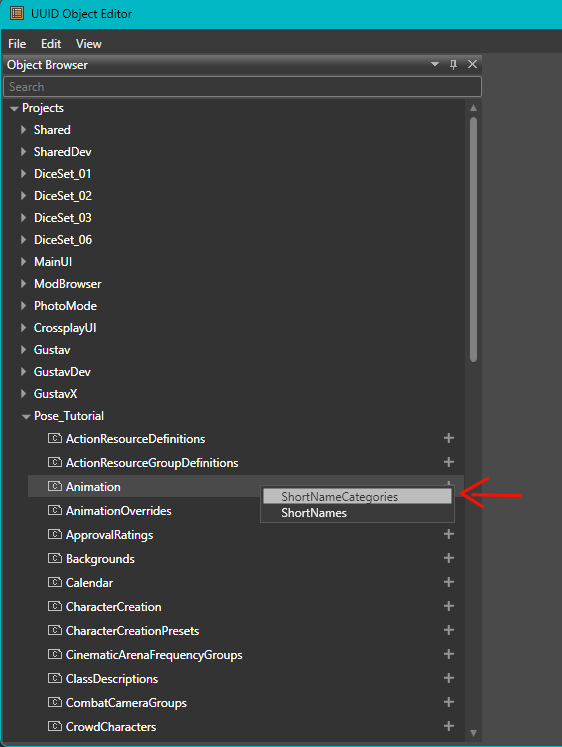 UUID Object Editor
File Edit View
Object Browser
Search
Projects
Shared
SharedDev
DiceSet_01
DiceSet_02
DiceSet_03
DiceSet_06
MainUI
ModBrowser
PhotoMode
CrossplayUI
Gustav
GustavDev
GustavX
Pose_Tutorial
ActionResourceDefinitions
ActionResourceGroupDefinitions
Animation
ShortNameCategories
ShortNames
AnimationOverrides
ApprovalRatings
Backgrounds
Calendar
CharacterCreation
CharacterCreationPresets
CinematicArenaFrequencyGroups
ClassDescriptions
CombatCameraGroups
CrowdCharacters